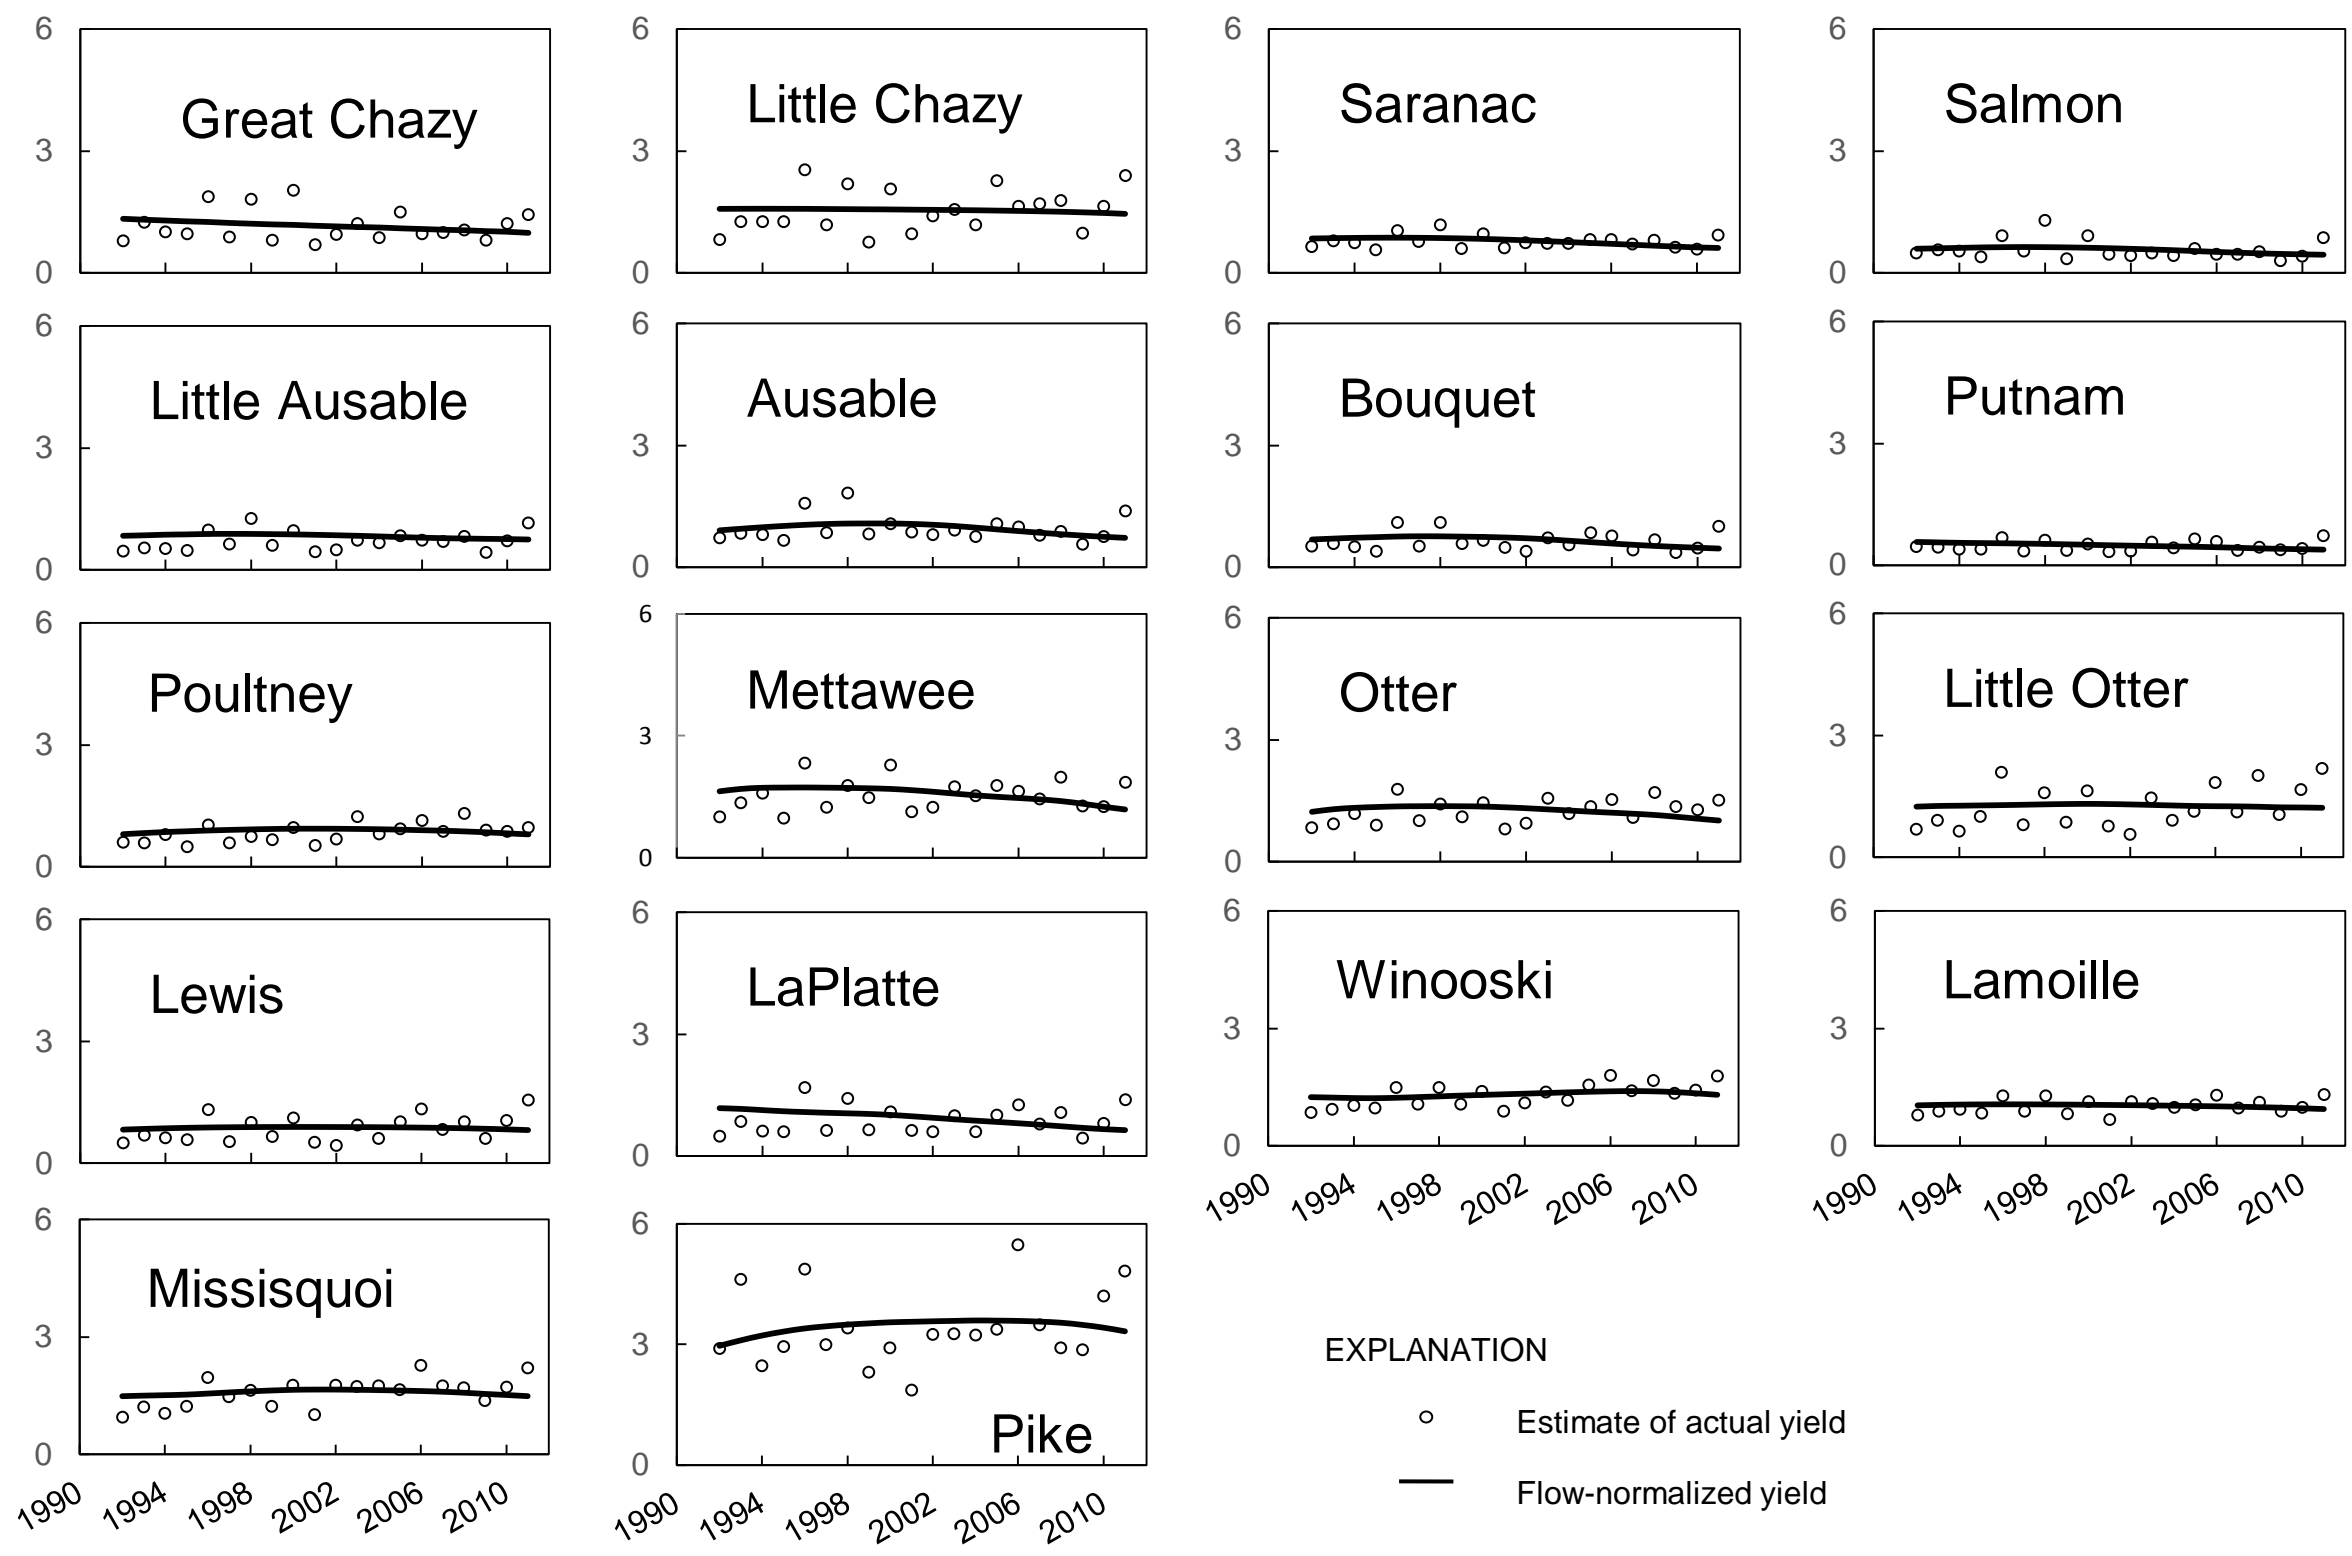 6
3
0
Great Chazy
6
3
0
Little Chazy
6
3
0
Saranac
6
3
0
Salmon
6
3
0
Little Ausable
6
3
0
Ausable
6
3
0
Bouquet
6
3
0
Putnam
6
3
0
Poultney
6
3
0
Mettawee
6
3
0
Otter
6
3
0
Little Otter
6
3
0
Lewis
6
3
0
LaPlatte
6
3
0
Winooski
1990 1994 1998 2002 2006 2010
6
3
0
Lamoille
1990 1994 1998 2002 2006 2010
6
3
0
Missisquoi
1990 1994 1998 2002 2006 2010
6
3
0
Pike
1990 1994 1998 2002 2006 2010
EXPLANATION
Estimate of actual yield
Flow-normalized yield